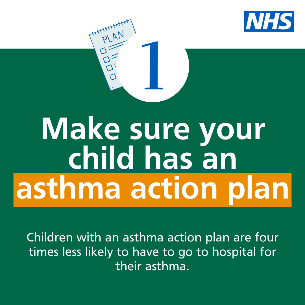 NHS
PLAN
1
Make sure your
child has an
asthma action plan
Children with an asthma action plan are four
times less likely to have to go to hospital for
their asthma.